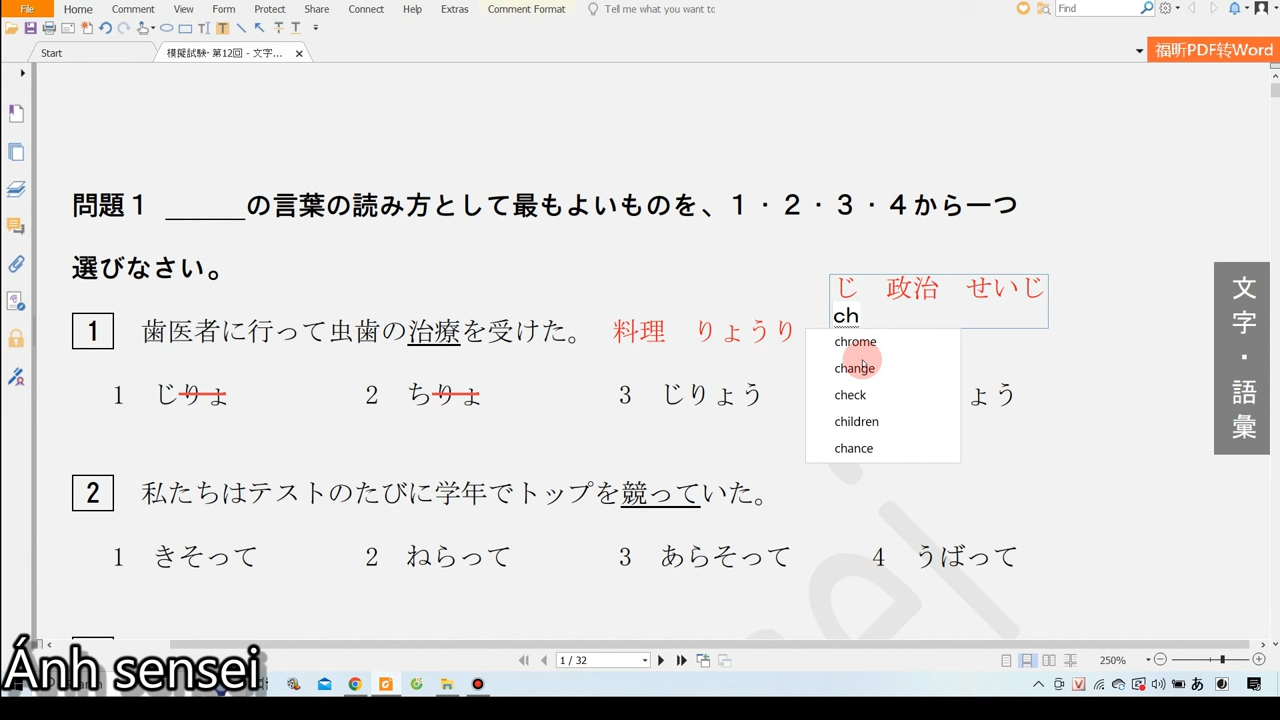 File Home Comment View Form Protect Share Connect Help Extras Comment Format Tell me what you want to Find
Start 模擬試験・第12回 - 文字... 福昕PDF转Word
問題1 ______の言葉の読み方として最もよいものを、1・2・3・4から一つ
選びなさい。
じ 政治 せいじ
ch
1 歯医者に行って虫歯の治療を受けた。 料理 りょうり
chrome
change
check
children
chance
1 じりょ 2 ちりょ 3 じりょう ょう
2 私たちはテストのたびに学年でトップを競っていた。
1 きそって 2 ねらって 3 あらそって 4 うばって
文字・語彙
sej
1 / 32 250%
Ánh sensei
あ